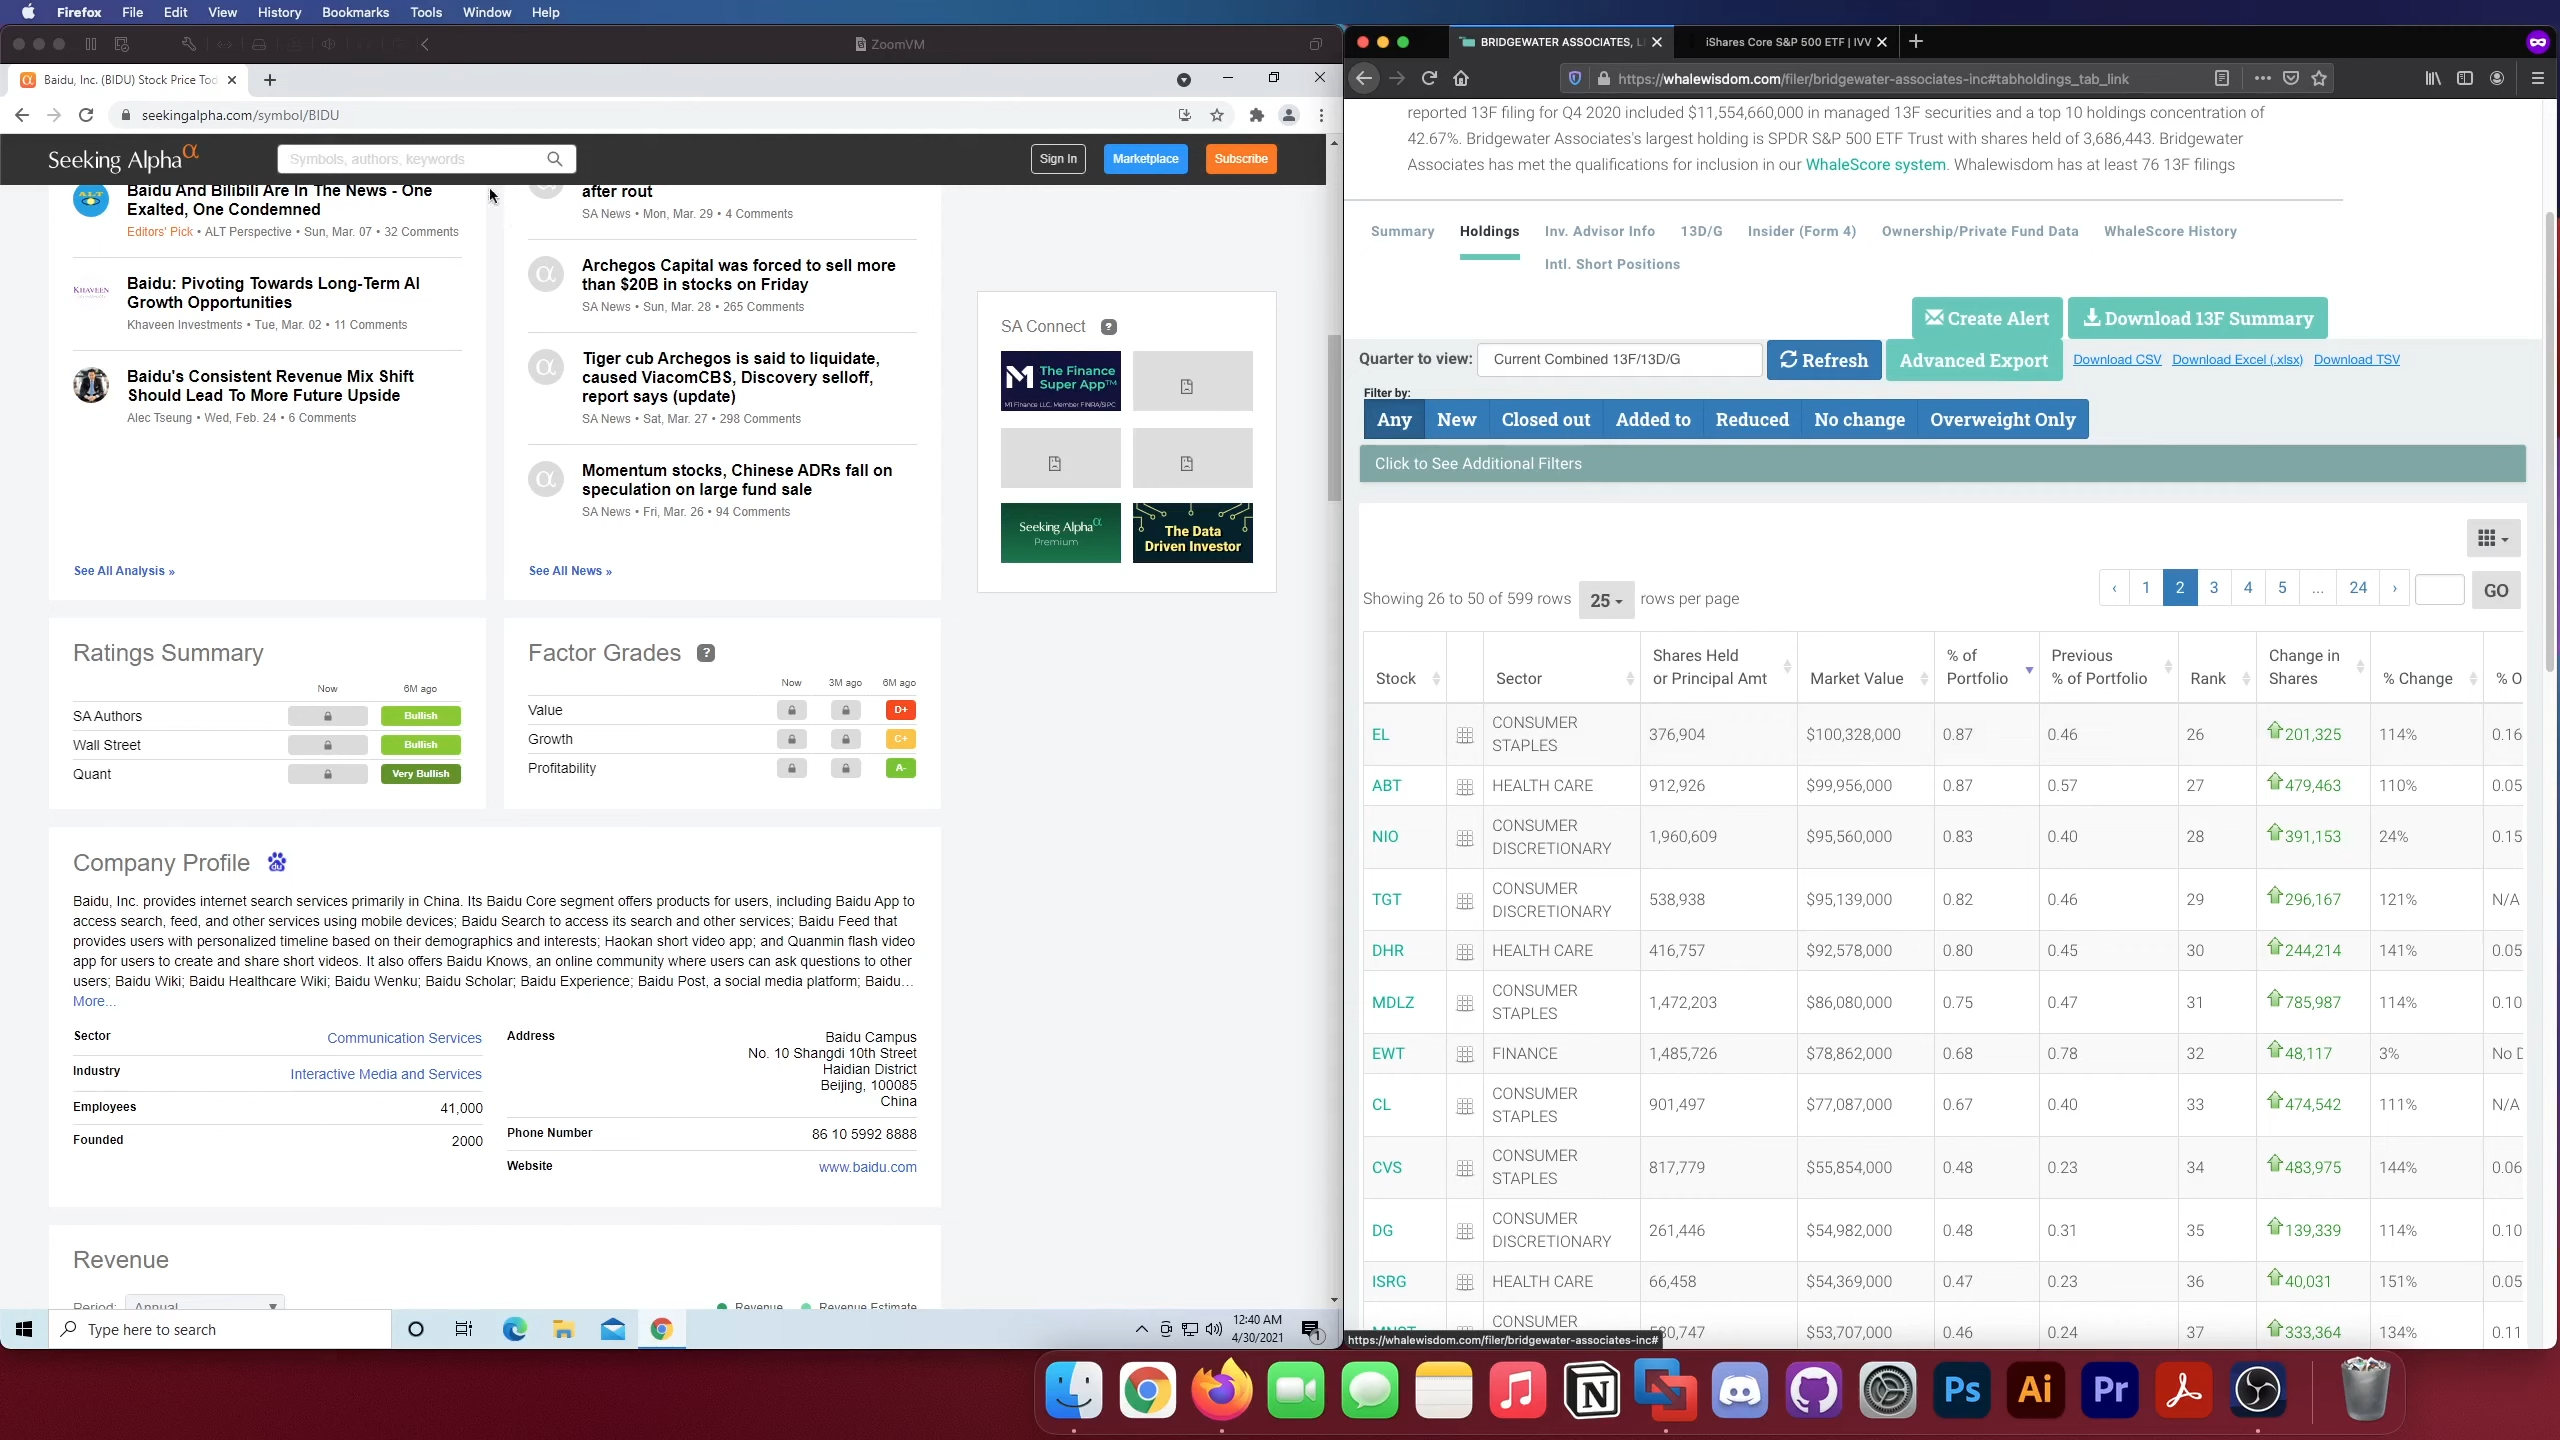 Firefox File Edit View History Bookmarks Tools Window Help
ZoomVM
Baidu, Inc. (BIDU) Stock Price Tod
seekingalpha.com/symbol/BIDU
Seeking Alpha α
Symbols, authors, keywords
Sign In
Marketplace
Subscribe
Baidu And Bilibili Are In The News - One
Exalted, One Condemned
Editors' Pick • ALT Perspective • Sun, Mar. 07 • 32 Comments
Baidu: Pivoting Towards Long-Term AI
Growth Opportunities
Khaveen Investments • Tue, Mar. 02 • 11 Comments
Baidu's Consistent Revenue Mix Shift
Should Lead To More Future Upside
Alec Tseung • Wed, Feb. 24 • 6 Comments
See All Analysis »
after rout
SA News • Mon, Mar. 29 • 4 Comments
Archegos Capital was forced to sell more
than $20B in stocks on Friday
SA News • Sun, Mar. 28 • 265 Comments
Tiger cub Archegos is said to liquidate,
caused ViacomCBS, Discovery selloff,
report says (update)
SA News • Sat, Mar. 27 • 298 Comments
Momentum stocks, Chinese ADRs fall on
speculation on large fund sale
SA News • Fri, Mar. 26 • 94 Comments
See All News »
SA Connect ?
The Finance
Super App™
M1 Finance LLC, Member FINRA/SIPC
Seeking Alpha α
Premium
The Data
Driven Investor
Ratings Summary
Now 6M ago
SA Authors Bullish
Wall Street Bullish
Quant Very Bullish
Factor Grades ?
Now 3M ago 6M ago
Value D+
Growth C+
Profitability A-
Company Profile
Baidu, Inc. provides internet search services primarily in China. Its Baidu Core segment offers products for users, including Baidu App to
access search, feed, and other services using mobile devices; Baidu Search to access its search and other services; Baidu Feed that
provides users with personalized timeline based on their demographics and interests; Haokan short video app; and Quanmin flash video
app for users to create and share short videos. It also offers Baidu Knows, an online community where users can ask questions to other
users; Baidu Wiki; Baidu Healthcare Wiki; Baidu Wenku; Baidu Scholar; Baidu Experience; Baidu Post, a social media platform; Baidu…
More...
Sector Communication Services
Industry Interactive Media and Services
Employees 41,000
Founded 2000
Address Baidu Campus
No. 10 Shangdi 10th Street
Haidian District
Beijing, 100085
China
Phone Number 86 10 5992 8888
Website www.baidu.com
Revenue
Period: Annual
Revenue Revenue Estimate
Type here to search
12:40 AM
4/30/2021
1
BRIDGEWATER ASSOCIATES, L
iShares Core S&P 500 ETF | IVV
https://whalewisdom.com/filer/bridgewater-associates-inc#tabholdings_tab_link
reported 13F filing for Q4 2020 included $11,554,660,000 in managed 13F securities and a top 10 holdings concentration of
42.67%. Bridgewater Associates's largest holding is SPDR S&P 500 ETF Trust with shares held of 3,686,443. Bridgewater
Associates has met the qualifications for inclusion in our WhaleScore system. Whalewisdom has at least 76 13F filings
Summary Holdings Inv. Advisor Info 13D/G Insider (Form 4) Ownership/Private Fund Data WhaleScore History
Intl. Short Positions
Create Alert Download 13F Summary
Quarter to view: Current Combined 13F/13D/G Refresh Advanced Export Download CSV Download Excel (.xlsx) Download TSV
Filter by:
Any New Closed out Added to Reduced No change Overweight Only
Click to See Additional Filters
Showing 26 to 50 of 599 rows 25 rows per page
‹ 1 2 3 4 5 ... 24 › GO
Stock Sector Shares Held or Principal Amt Market Value % of Portfolio Previous % of Portfolio Rank Change in Shares % Change % O
EL CONSUMER STAPLES 376,904 $100,328,000 0.87 0.46 26 201,325 114% 0.16
ABT HEALTH CARE 912,926 $99,956,000 0.87 0.57 27 479,463 110% 0.05
NIO CONSUMER DISCRETIONARY 1,960,609 $95,560,000 0.83 0.40 28 391,153 24% 0.15
TGT CONSUMER DISCRETIONARY 538,938 $95,139,000 0.82 0.46 29 296,167 121% N/A
DHR HEALTH CARE 416,757 $92,578,000 0.80 0.45 30 244,214 141% 0.05
MDLZ CONSUMER STAPLES 1,472,203 $86,080,000 0.75 0.47 31 785,987 114% 0.10
EWT FINANCE 1,485,726 $78,862,000 0.68 0.78 32 48,117 3% No
CL CONSUMER STAPLES 901,497 $77,087,000 0.67 0.40 33 474,542 111% N/A
CVS CONSUMER STAPLES 817,779 $55,854,000 0.48 0.23 34 483,975 144% 0.06
DG CONSUMER DISCRETIONARY 261,446 $54,982,000 0.48 0.31 35 139,339 114% 0.10
ISRG HEALTH CARE 66,458 $54,369,000 0.47 0.23 36 40,031 151% 0.05
CONSUMER $53,707,000 0.46 0.24 37 333,364 134% 0.11
https://whalewisdom.com/filer/bridgewater-associates-inc#
Ps Ai Pr